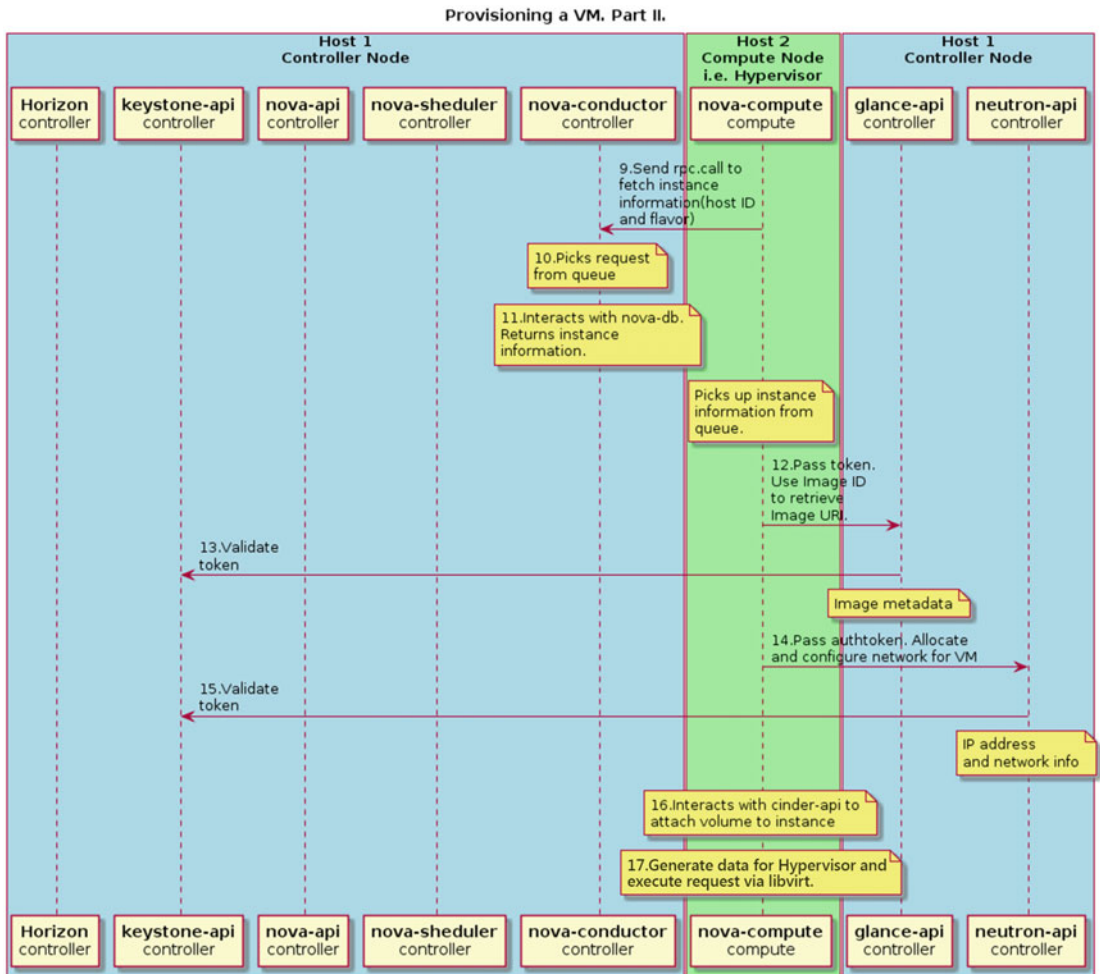 Provisioning a VM. Part II.
Host 1
Controller Node
Host 2
Compute Node
i.e. Hypervisor
Host 1
Controller Node
Horizon
controller
keystone-api
controller
nova-api
controller
nova-sheduler
controller
nova-conductor
controller
nova-compute
compute
glance-api
controller
neutron-api
controller
9.Send rpc.call to
fetch instance
information(host ID
and flavor)
10.Picks request
from queue
11.Interacts with nova-db.
Returns instance
information.
Picks up instance
information from
queue.
12.Pass token.
Use Image ID
to retrieve
Image URI.
13.Validate
token
Image metadata
14.Pass authtoken. Allocate
and configure network for VM
15.Validate
token
IP address
and network info
16.Interacts with cinder-api to
attach volume to instance
17.Generate data for Hypervisor and
execute request via libvirt.
Horizon
controller
keystone-api
controller
nova-api
controller
nova-sheduler
controller
nova-conductor
controller
nova-compute
compute
glance-api
controller
neutron-api
controller